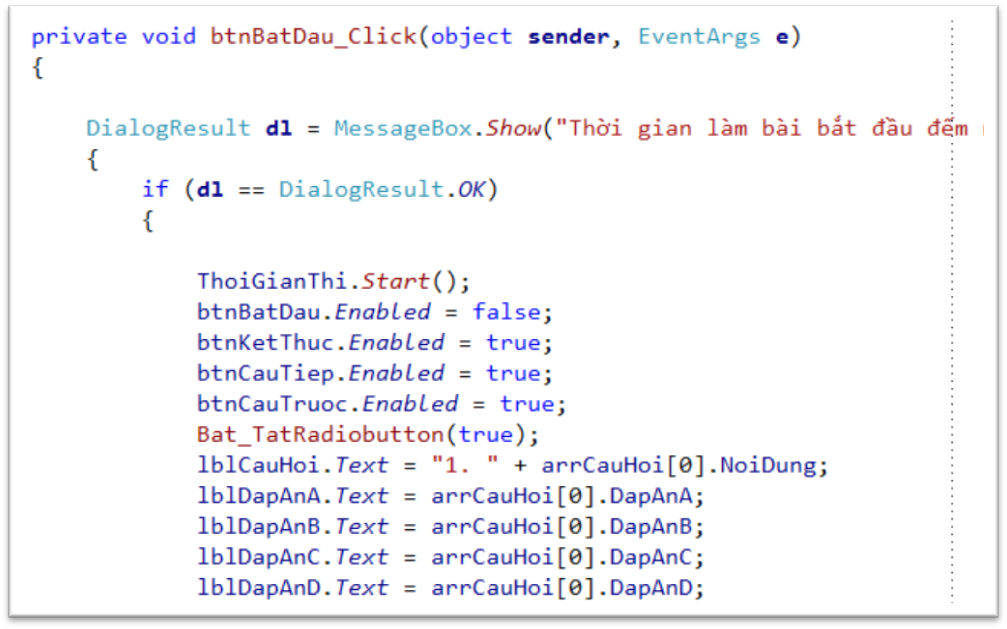 private void btnBatDau_Click(object sender, EventArgs e)
{
DialogResult d1 = MessageBox.Show("Thời gian làm bài bắt đầu đếm
{
if (d1 == DialogResult.OK)
{
ThoiGianThi.Start();
btnBatDau.Enabled = false;
btnKetThuc.Enabled = true;
btnCauTiep.Enabled = true;
btnCauTruoc.Enabled = true;
Bat_TatRadiobutton(true);
lblCauHoi.Text = "1. " + arrCauHoi[0].NoiDung;
lblDapAnA.Text = arrCauHoi[0].DapAnA;
lblDapAnB.Text = arrCauHoi[0].DapAnB;
lblDapAnC.Text = arrCauHoi[0].DapAnC;
lblDapAnD.Text = arrCauHoi[0].DapAnD;